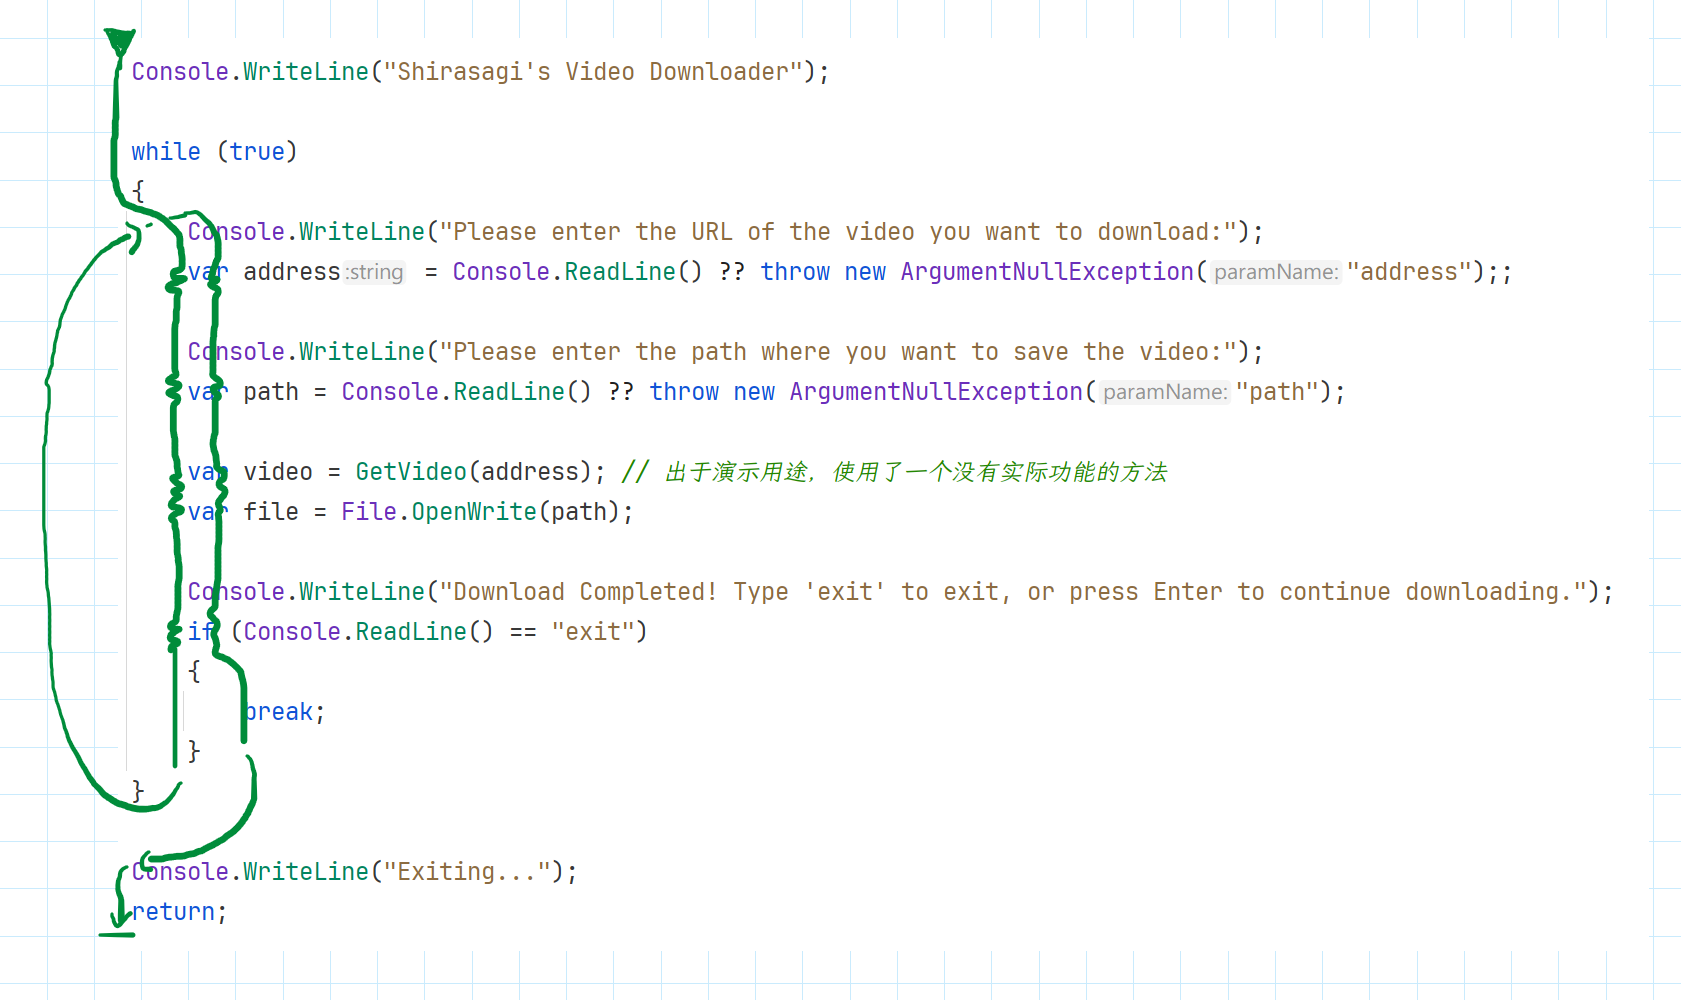 Console.WriteLine("Shirasagi's Video Downloader");
while (true)
{
Console.WriteLine("Please enter the URL of the video you want to download:");
var address:string = Console.ReadLine() ?? throw new ArgumentNullException(paramName:"address");;
Console.WriteLine("Please enter the path where you want to save the video:");
var path = Console.ReadLine() ?? throw new ArgumentNullException(paramName:"path");
var video = GetVideo(address); // 出于演示用途，使用了一个没有实际功能的方法
var file = File.OpenWrite(path);
Console.WriteLine("Download Completed! Type 'exit' to exit, or press Enter to continue downloading.");
if (Console.ReadLine() == "exit")
{
break;
}
}
Console.WriteLine("Exiting...");
return;